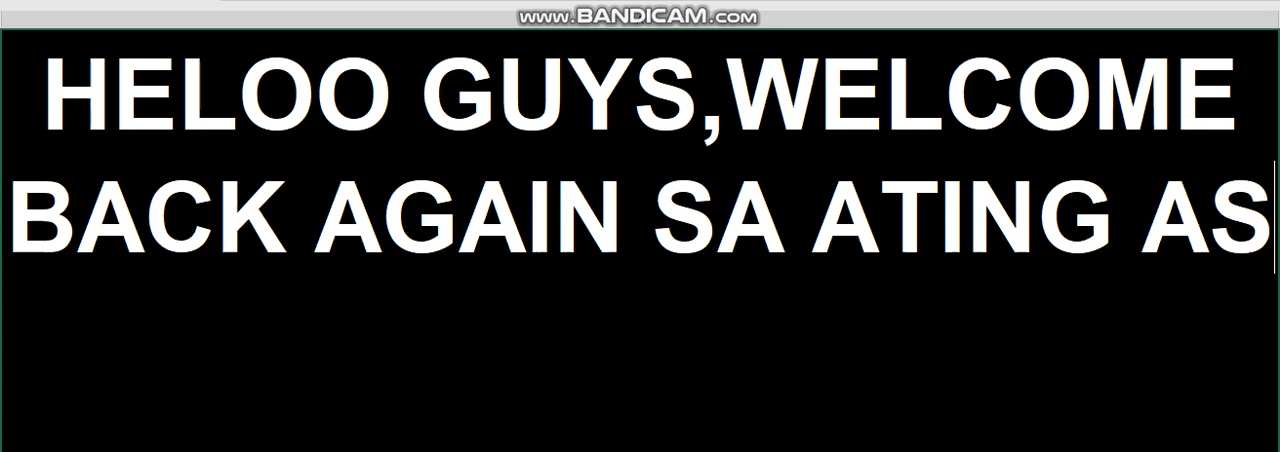 www.BANDICAM.com
HELOO GUYS,WELCOME
BACK AGAIN SA ATING AS